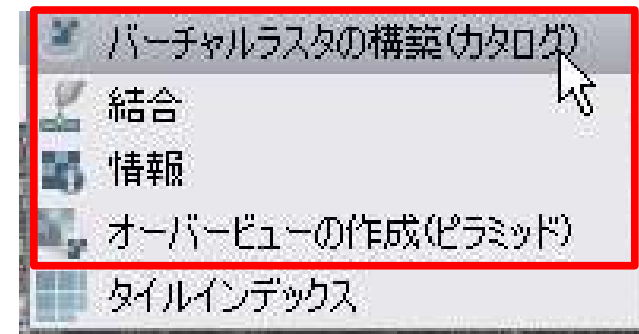 バーチャルラスタの構築(カタログ)
結合
情報
オーバービューの作成(ピラミッド)
タイルインデックス